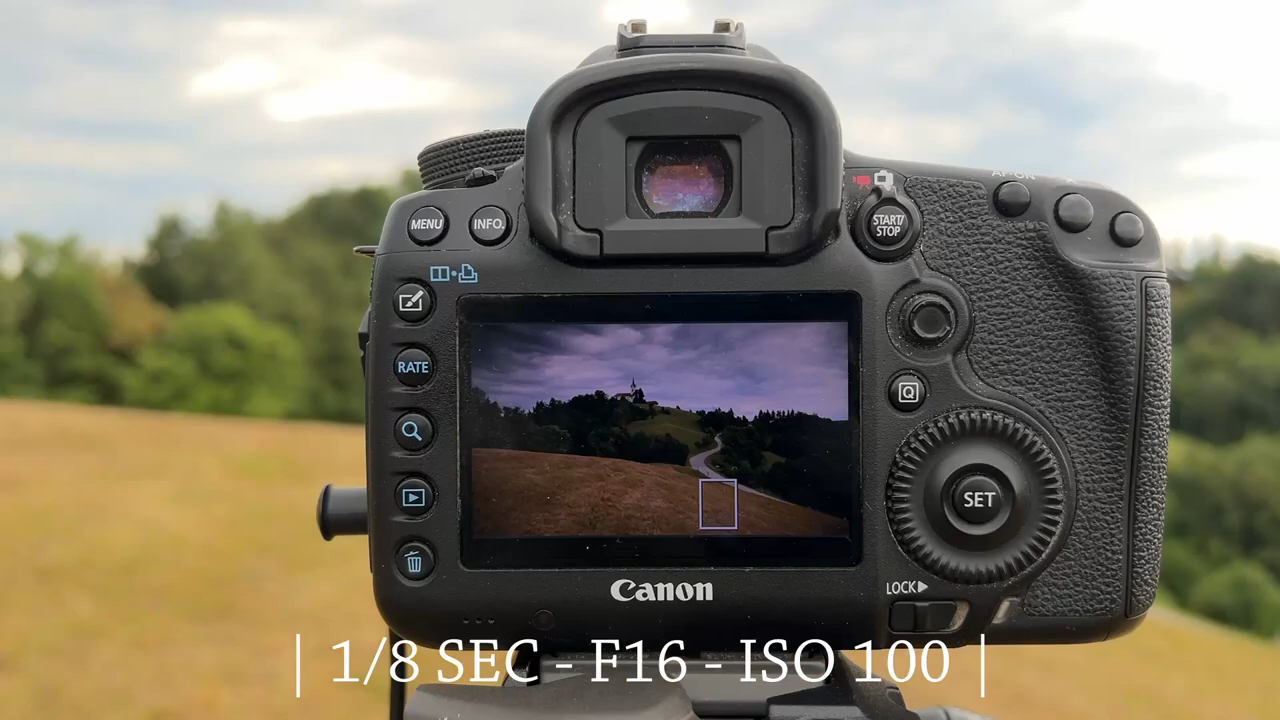 AF-ON
MENU
INFO.
START/
STOP
RATE
Q
SET
Canon
LOCK
| 1/8 SEC - F16 - ISO 100 |